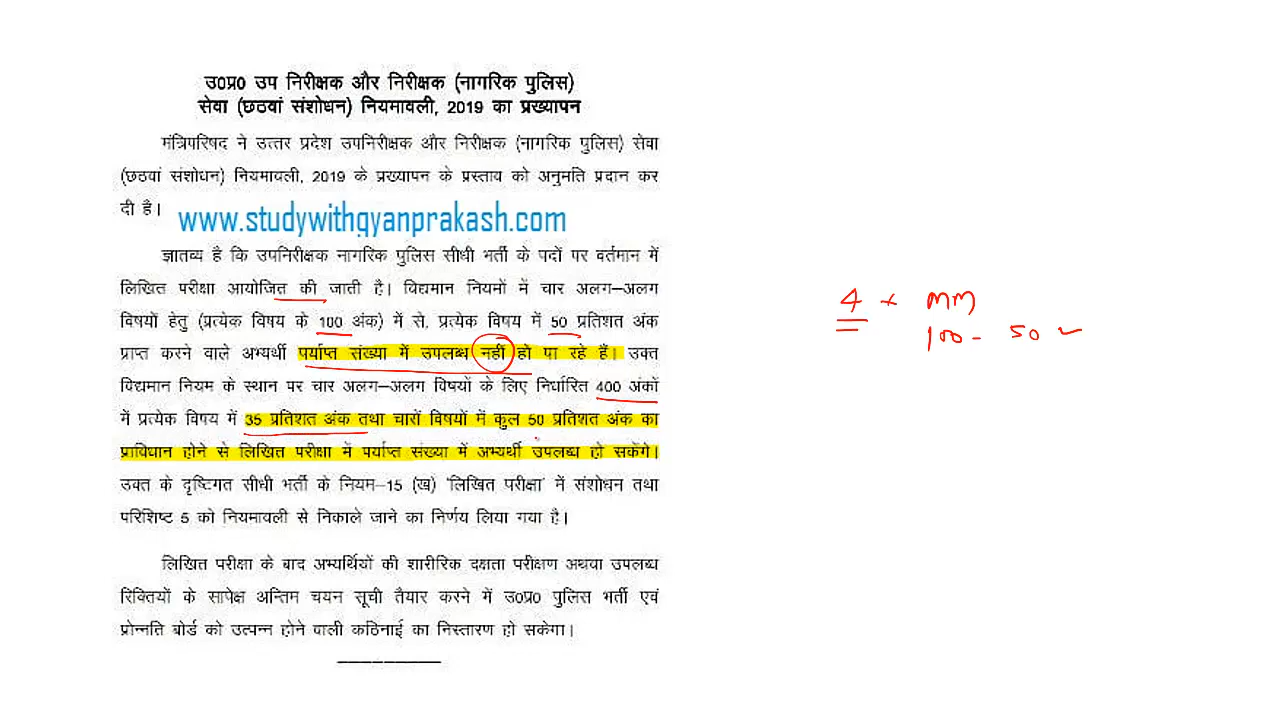 उ0प्र0 उप निरीक्षक और निरीक्षक (नागरिक पुलिस)
सेवा (छठवां संशोधन) नियमावली, 2019 का प्रख्यापन
मंत्रिपरिषद ने उत्तर प्रदेश उपनिरीक्षक और निरीक्षक (नागरिक पुलिस) सेवा
(छठवां संशोधन) नियमावली, 2019 के प्रख्यापन के प्रस्ताव को अनुमति प्रदान कर
दी है।
www.studywithgyanprakash.com
ज्ञातव्य है कि उपनिरीक्षक नागरिक पुलिस सीधी भर्ती के पदों पर वर्तमान में
लिखित परीक्षा आयोजित की जाती है। विद्यमान नियमों में चार अलग–अलग
विषयों हेतु (प्रत्येक विषय के 100 अंक) में से, प्रत्येक विषय में 50 प्रतिशत अंक
प्राप्त करने वाले अभ्यर्थी पर्याप्त संख्या में उपलब्ध नहीं हो पा रहे हैं। उक्त
विद्यमान नियम के स्थान पर चार अलग–अलग विषयों के लिए निर्धारित 400 अंकों
में प्रत्येक विषय में 35 प्रतिशत अंक तथा चारों विषयों में कुल 50 प्रतिशत अंक का
प्राविधान होने से लिखित परीक्षा में पर्याप्त संख्या में अभ्यर्थी उपलब्ध हो सकेंगे।
उक्त के दृष्टिगत सीधी भर्ती के नियम–15 (ख) 'लिखित परीक्षा' में संशोधन तथा
परिशिष्ट 5 को नियमावली से निकाले जाने का निर्णय लिया गया है।
लिखित परीक्षा के बाद अभ्यर्थियों की शारीरिक दक्षता परीक्षण अथवा उपलब्ध
रिक्तियों के सापेक्ष अन्तिम चयन सूची तैयार करने में उ0प्र0 पुलिस भर्ती एवं
प्रोन्नति बोर्ड को उत्पन्न होने वाली कठिनाई का निस्तारण हो सकेगा।
4 + mm
100 - 50